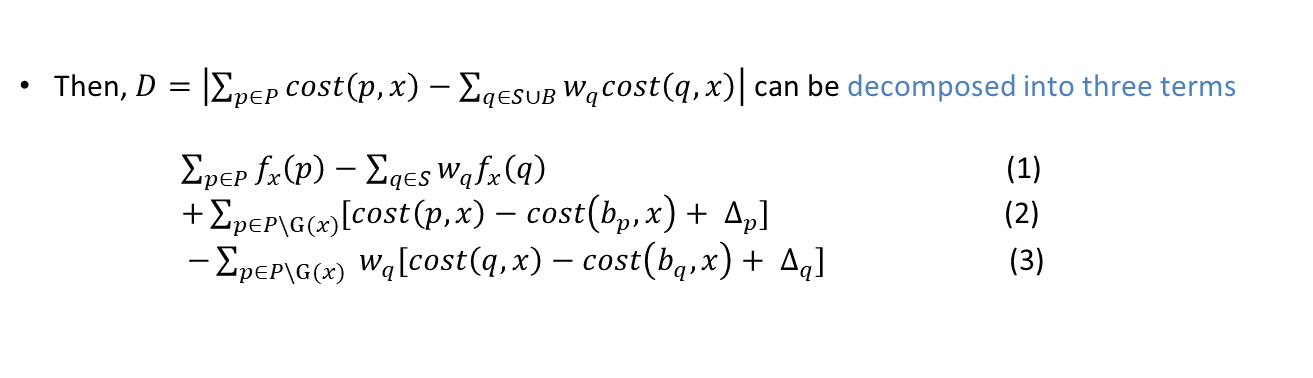 • Then, D = |∑_{p∈P} cost(p, x) − ∑_{q∈S∪B} w_q cost(q, x)| can be decomposed into three terms
∑_{p∈P} f_x(p) − ∑_{q∈S} w_q f_x(q) (1)
+∑_{p∈P\G(x)} [cost(p, x) − cost(b_p, x) + Δ_p] (2)
−∑_{p∈P\G(x)} w_q [cost(q, x) − cost(b_q, x) + Δ_q] (3)